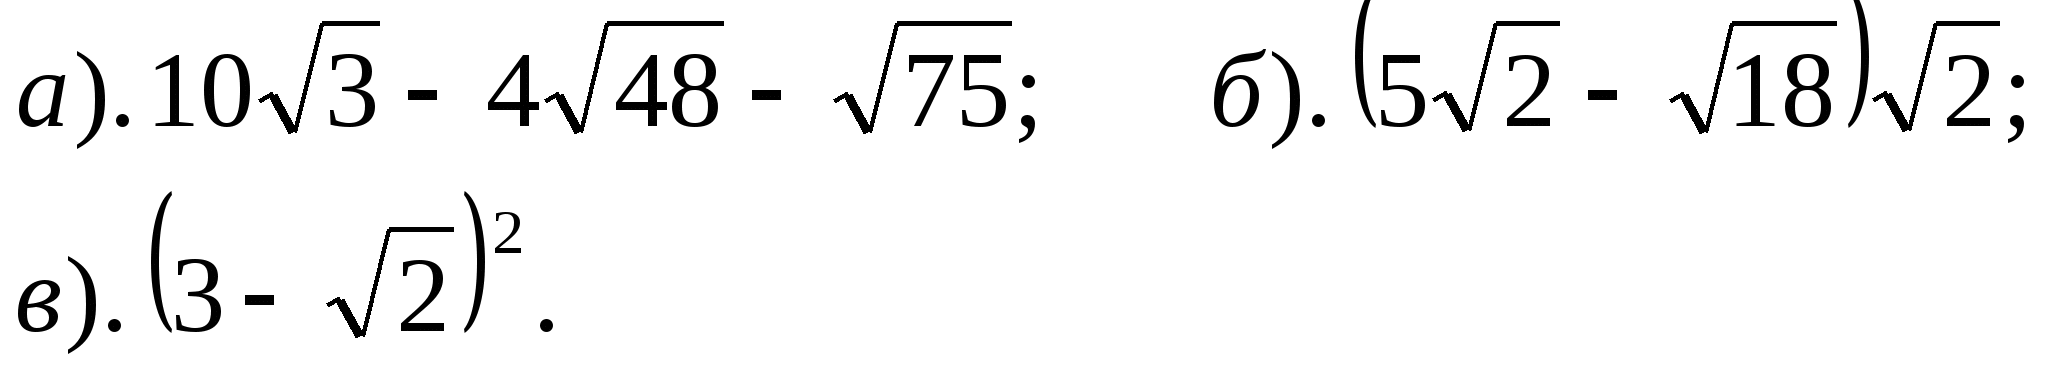 а). 10√3 - 4√48 - √75; б). (5√2 - √18)√2;
в). (3 - √2)².